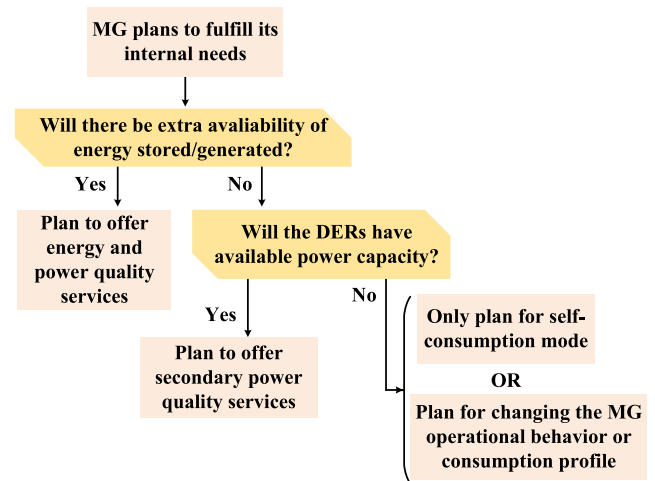 MG plans to fulfill its
internal needs
Will there be extra avaliability of
energy stored/generated?
Yes
No
Plan to offer
energy and
power quality
services
Will the DERs have
available power capacity?
Yes
No
Plan to offer
secondary power
quality services
Only plan for self-
consumption mode
OR
Plan for changing the MG
operational behavior or
consumption profile